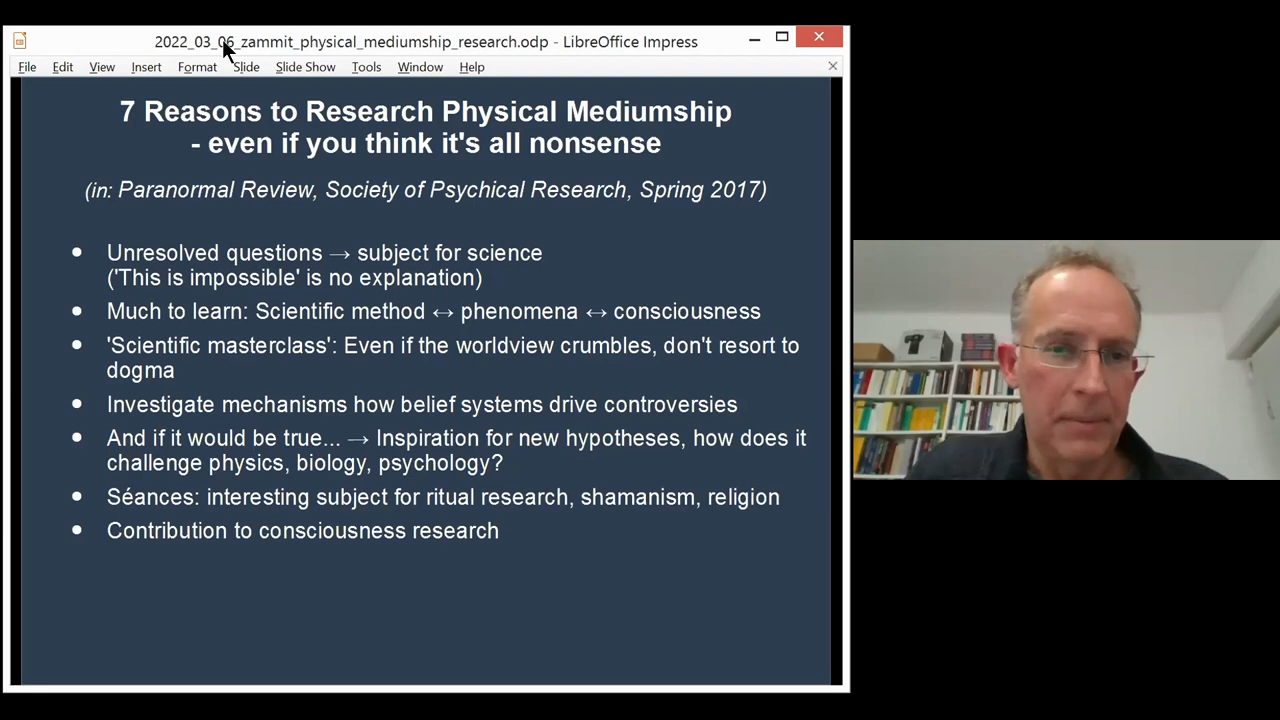 2022_03_06_zammit_physical_mediumship_research.odp - LibreOffice Impress
File Edit View Insert Format Slide Slide Show Tools Window Help
7 Reasons to Research Physical Mediumship
- even if you think it's all nonsense
(in: Paranormal Review, Society of Psychical Research, Spring 2017)
• Unresolved questions → subject for science
('This is impossible' is no explanation)
• Much to learn: Scientific method ↔ phenomena ↔ consciousness
• 'Scientific masterclass': Even if the worldview crumbles, don't resort to
dogma
• Investigate mechanisms how belief systems drive controversies
• And if it would be true... → Inspiration for new hypotheses, how does it
challenge physics, biology, psychology?
• Séances: interesting subject for ritual research, shamanism, religion
• Contribution to consciousness research